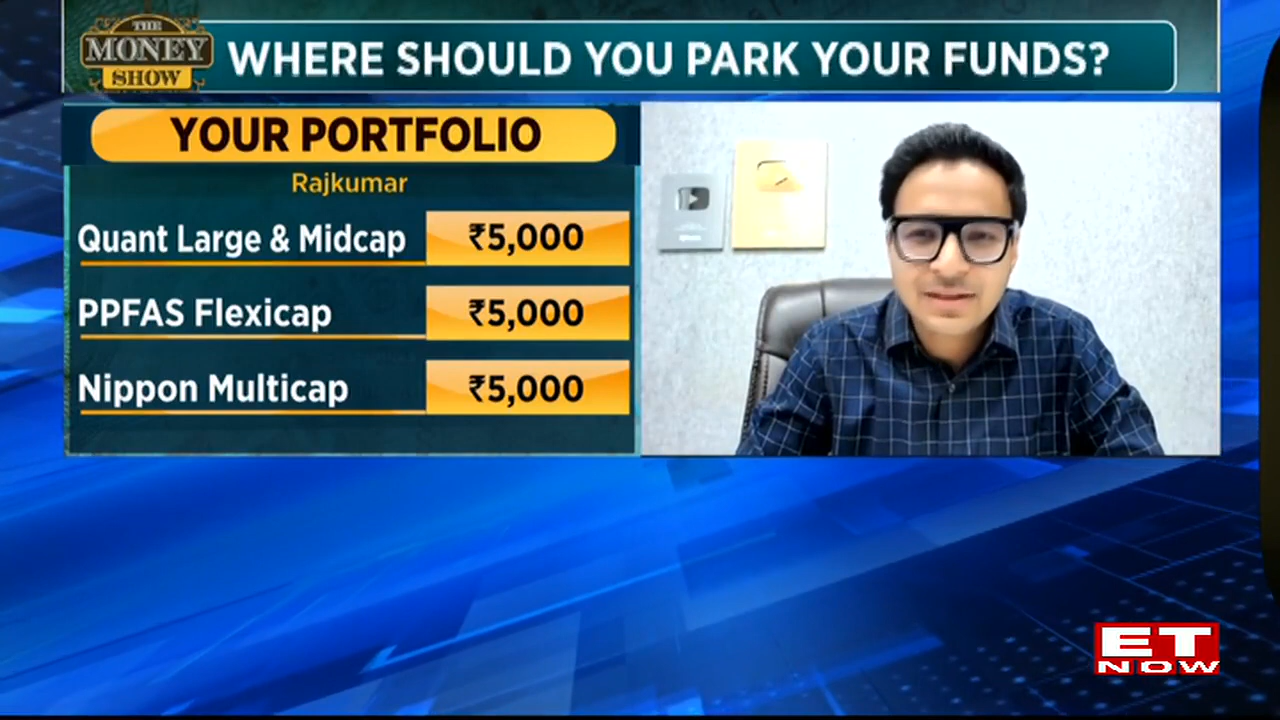 THE
MONEY
SHOW
WHERE SHOULD YOU PARK YOUR FUNDS?
YOUR PORTFOLIO
Rajkumar
Quant Large & Midcap ₹5,000
PPFAS Flexicap ₹5,000
Nippon Multicap ₹5,000
ET
NOW